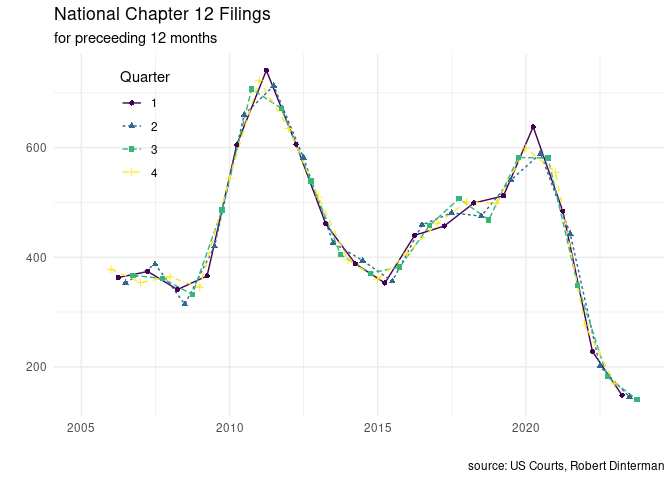 National Chapter 12 Filings
for preceeding 12 months
Quarter
1
2
3
4
600
400
200
2005
2010
2015
2020
source: US Courts, Robert Dinterman